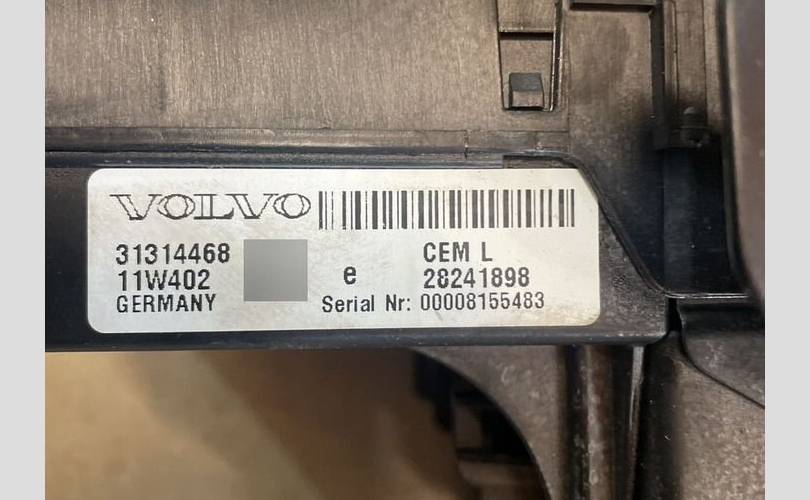 VOLVO
31314468 CEM L
11W402 e 28241898
GERMANY Serial Nr: 00008155483